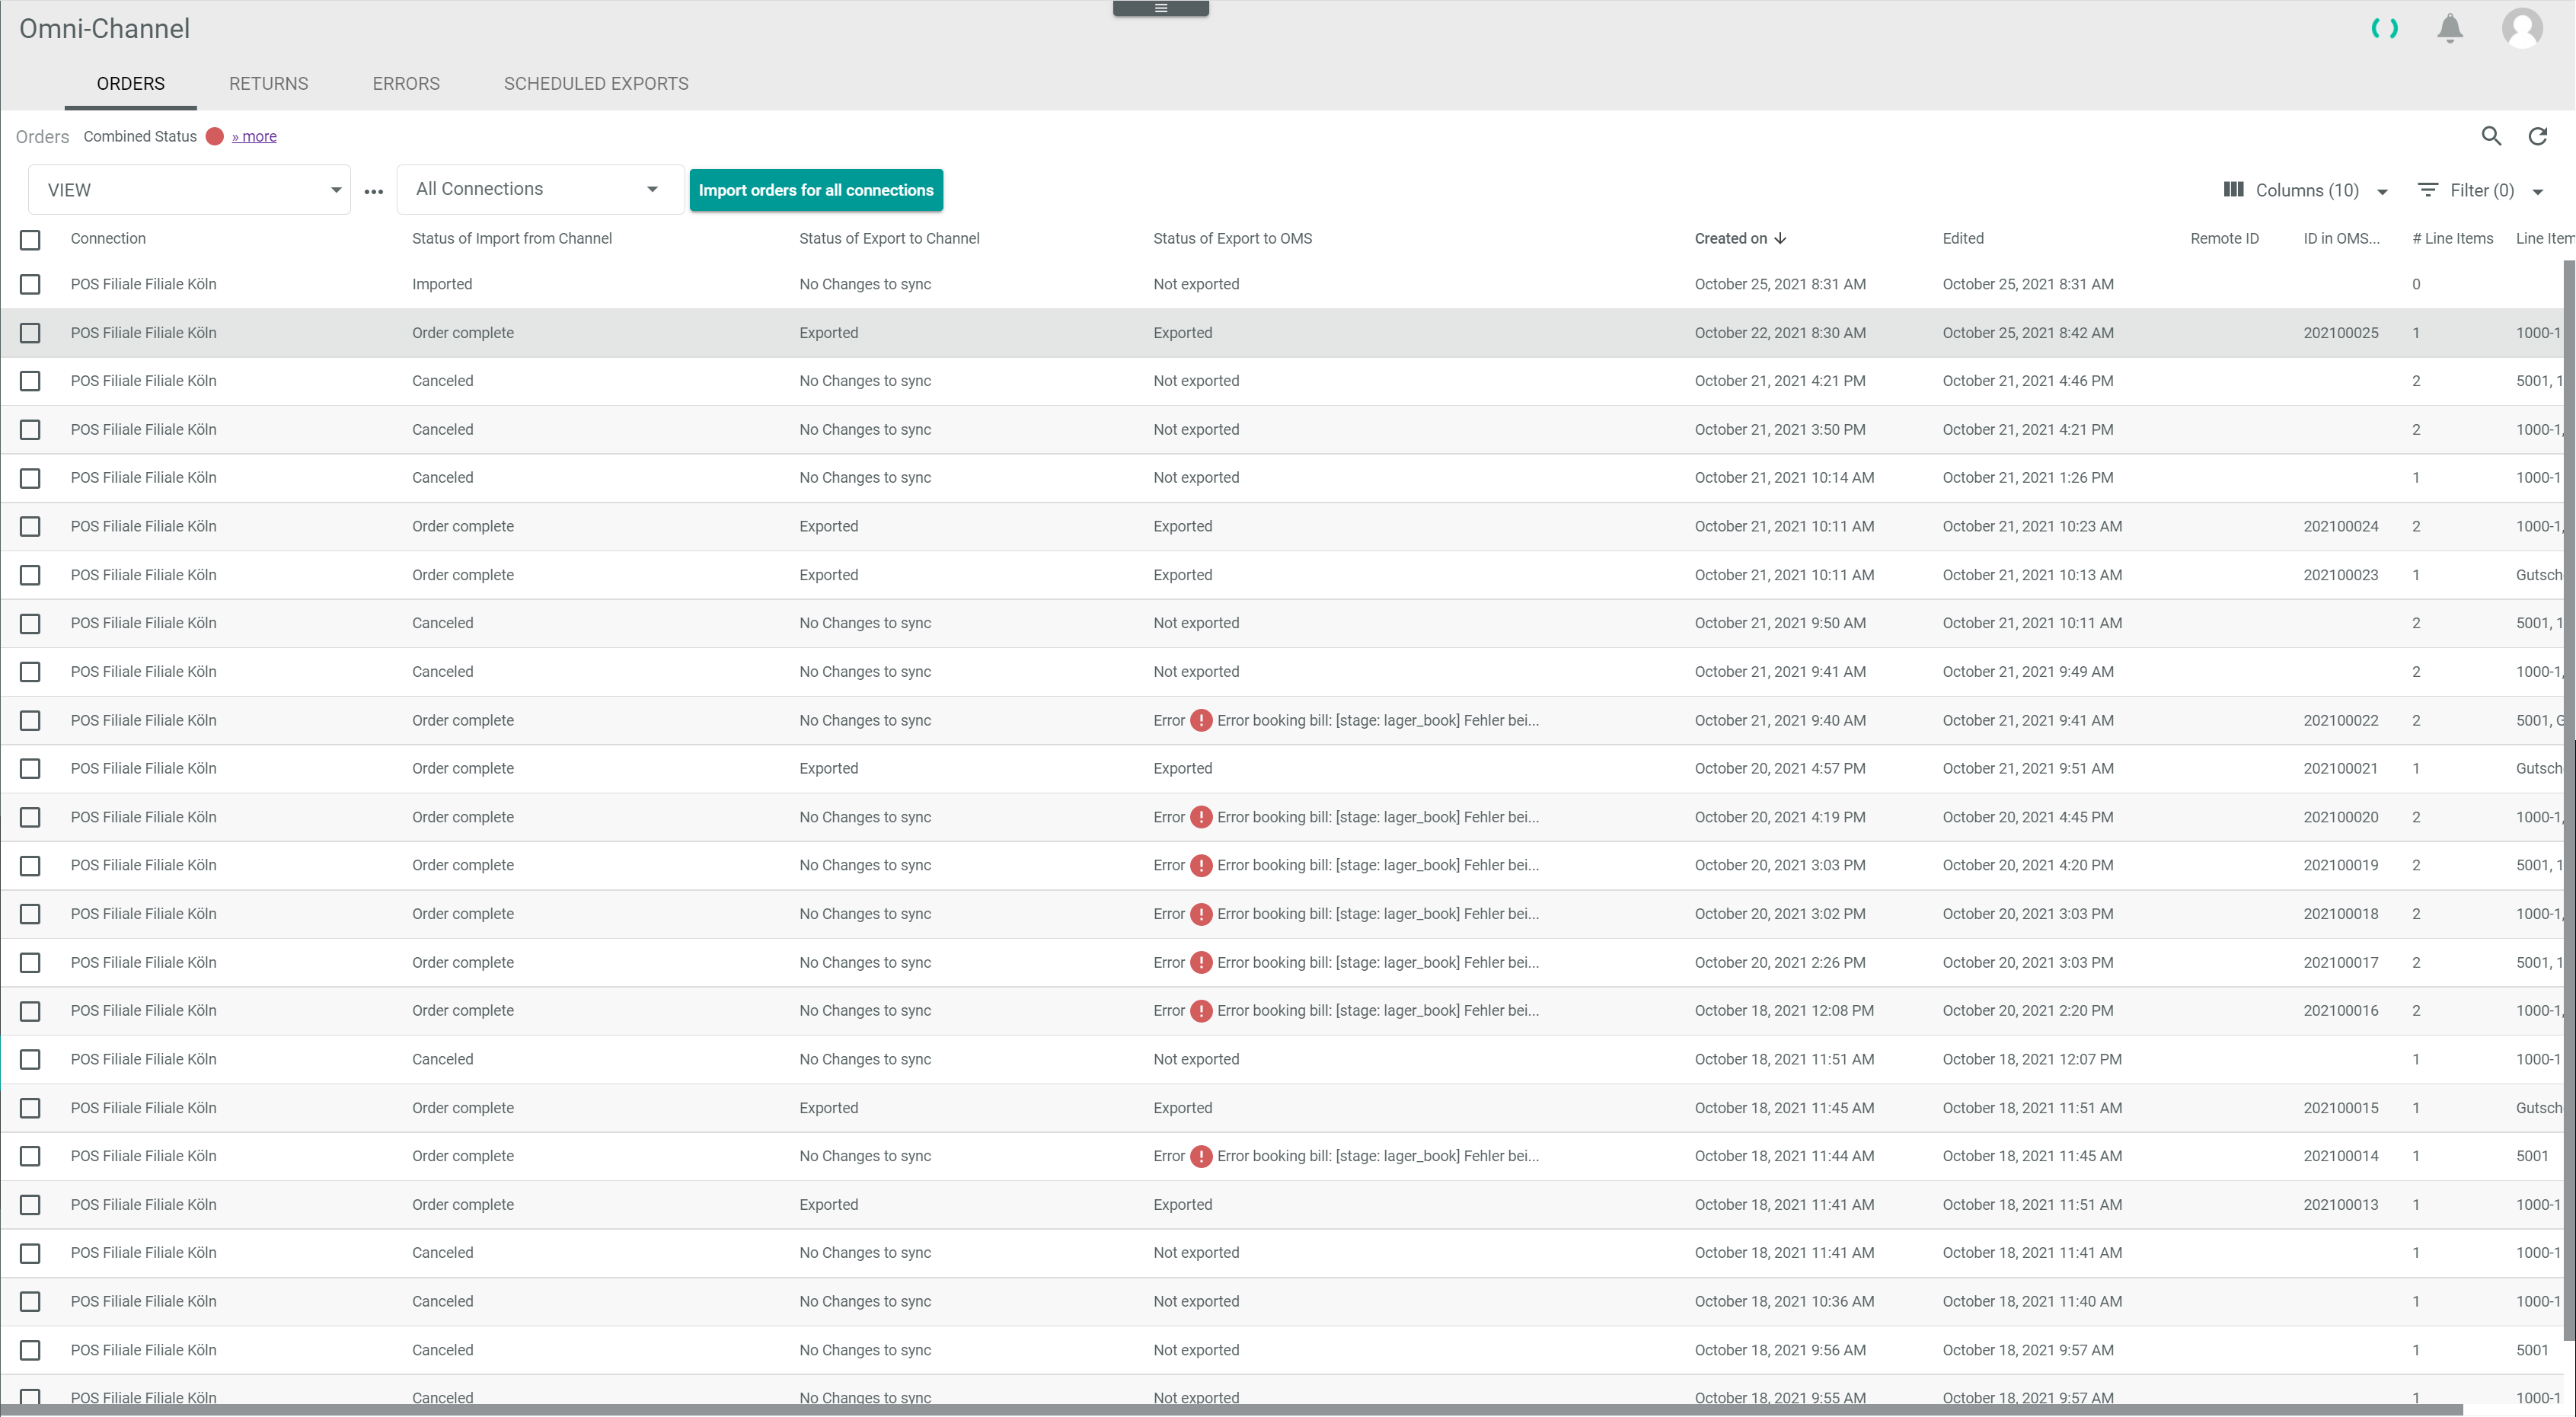 Omni-Channel
ORDERS RETURNS ERRORS SCHEDULED EXPORTS
Orders Combined Status » more
VIEW ... All Connections Import orders for all connections Columns (10) Filter (0)
Connection Status of Import from Channel Status of Export to Channel Status of Export to OMS Created on Edited Remote ID ID in OMS... # Line Items Line Item
POS Filiale Filiale Köln Imported No Changes to sync Not exported October 25, 2021 8:31 AM October 25, 2021 8:31 AM 0
POS Filiale Filiale Köln Order complete Exported Exported October 22, 2021 8:30 AM October 25, 2021 8:42 AM 202100025 1 1000-1
POS Filiale Filiale Köln Canceled No Changes to sync Not exported October 21, 2021 4:21 PM October 21, 2021 4:46 PM 2 5001, 1
POS Filiale Filiale Köln Canceled No Changes to sync Not exported October 21, 2021 3:50 PM October 21, 2021 4:21 PM 2 1000-1,
POS Filiale Filiale Köln Canceled No Changes to sync Not exported October 21, 2021 10:14 AM October 21, 2021 1:26 PM 1 1000-1
POS Filiale Filiale Köln Order complete Exported Exported October 21, 2021 10:11 AM October 21, 2021 10:23 AM 202100024 2 1000-1,
POS Filiale Filiale Köln Order complete Exported Exported October 21, 2021 10:11 AM October 21, 2021 10:13 AM 202100023 1 Gutsch
POS Filiale Filiale Köln Canceled No Changes to sync Not exported October 21, 2021 9:50 AM October 21, 2021 10:11 AM 2 5001, 1
POS Filiale Filiale Köln Canceled No Changes to sync Not exported October 21, 2021 9:41 AM October 21, 2021 9:49 AM 2 1000-1,
POS Filiale Filiale Köln Order complete No Changes to sync Error Error booking bill: [stage: lager_book] Fehler bei... October 21, 2021 9:40 AM October 21, 2021 9:41 AM 202100022 2 5001, G
POS Filiale Filiale Köln Order complete Exported Exported October 20, 2021 4:57 PM October 21, 2021 9:51 AM 202100021 1 Gutsch
POS Filiale Filiale Köln Order complete No Changes to sync Error Error booking bill: [stage: lager_book] Fehler bei... October 20, 2021 4:19 PM October 20, 2021 4:45 PM 202100020 2 1000-1,
POS Filiale Filiale Köln Order complete No Changes to sync Error Error booking bill: [stage: lager_book] Fehler bei... October 20, 2021 3:03 PM October 20, 2021 4:20 PM 202100019 2 5001, 1
POS Filiale Filiale Köln Order complete No Changes to sync Error Error booking bill: [stage: lager_book] Fehler bei... October 20, 2021 3:02 PM October 20, 2021 3:03 PM 202100018 2 1000-1,
POS Filiale Filiale Köln Order complete No Changes to sync Error Error booking bill: [stage: lager_book] Fehler bei... October 20, 2021 2:26 PM October 20, 2021 3:03 PM 202100017 2 5001, 1
POS Filiale Filiale Köln Order complete No Changes to sync Error Error booking bill: [stage: lager_book] Fehler bei... October 18, 2021 12:08 PM October 20, 2021 2:20 PM 202100016 2 1000-1,
POS Filiale Filiale Köln Canceled No Changes to sync Not exported October 18, 2021 11:51 AM October 18, 2021 12:07 PM 1 1000-1
POS Filiale Filiale Köln Order complete Exported Exported October 18, 2021 11:45 AM October 18, 2021 11:51 AM 202100015 1 Gutsch
POS Filiale Filiale Köln Order complete No Changes to sync Error Error booking bill: [stage: lager_book] Fehler bei... October 18, 2021 11:44 AM October 18, 2021 11:45 AM 202100014 1 5001
POS Filiale Filiale Köln Order complete Exported Exported October 18, 2021 11:41 AM October 18, 2021 11:51 AM 202100013 1 1000-1
POS Filiale Filiale Köln Canceled No Changes to sync Not exported October 18, 2021 11:41 AM October 18, 2021 11:41 AM 1 1000-1
POS Filiale Filiale Köln Canceled No Changes to sync Not exported October 18, 2021 10:36 AM October 18, 2021 11:40 AM 1 1000-1
POS Filiale Filiale Köln Canceled No Changes to sync Not exported October 18, 2021 9:56 AM October 18, 2021 9:57 AM 1 5001
POS Filiale Filiale Köln Canceled No Changes to sync Not exported October 18, 2021 9:55 AM October 18, 2021 9:57 AM 1 1000-1